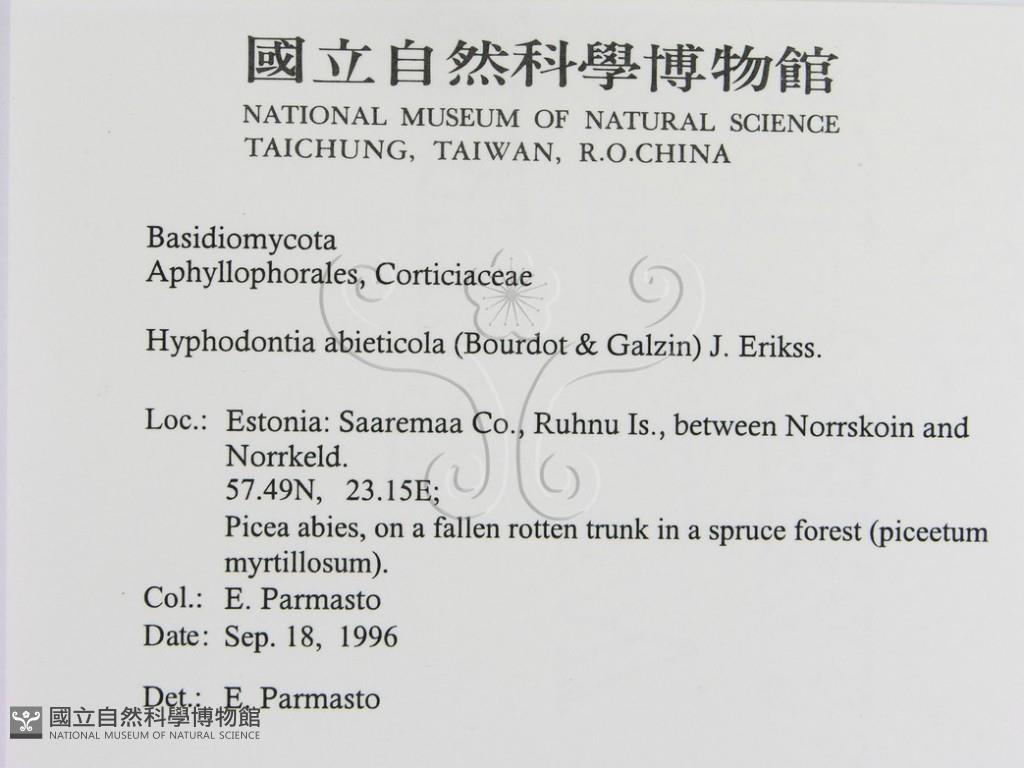 國立自然科學博物館
NATIONAL MUSEUM OF NATURAL SCIENCE
TAICHUNG, TAIWAN, R.O.CHINA
Basidiomycota
Aphyllophorales, Corticiaceae
Hyphodontia abieticola (Bourdot & Galzin) J. Erikss.
Loc.: Estonia: Saaremaa Co., Ruhnu Is., between Norrskoin and
Norrkeld.
57.49N, 23.15E;
Picea abies, on a fallen rotten trunk in a spruce forest (piceetum
myrtillosum).
Col.: E. Parmasto
Date: Sep. 18, 1996
Det.: E. Parmasto
國立自然科學博物館
NATIONAL MUSEUM OF NATURAL SCIENCE